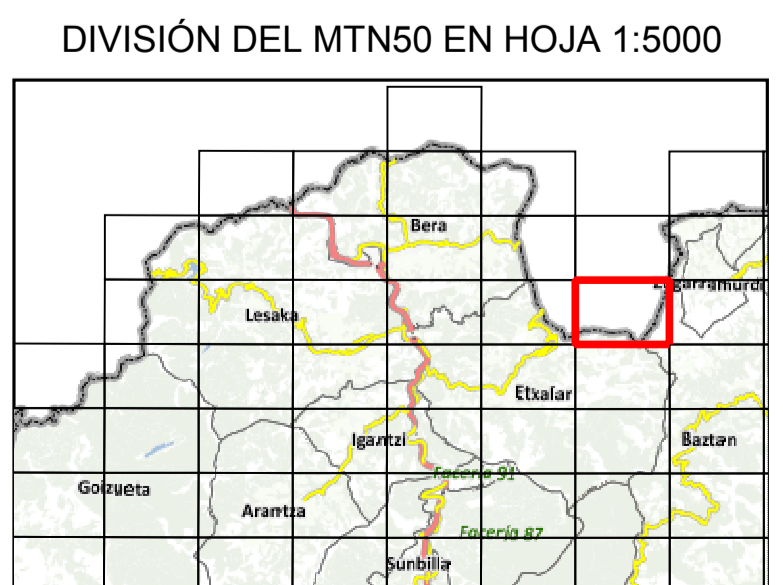 DIVISIÓN DEL MTN50 EN HOJA 1:5000
Bera
Zugarramurdi
Lesaka
Etxalar
Igantzi
Baztan
Facería 91
Goizueta
Arantza
Facería 87
Sunbilla